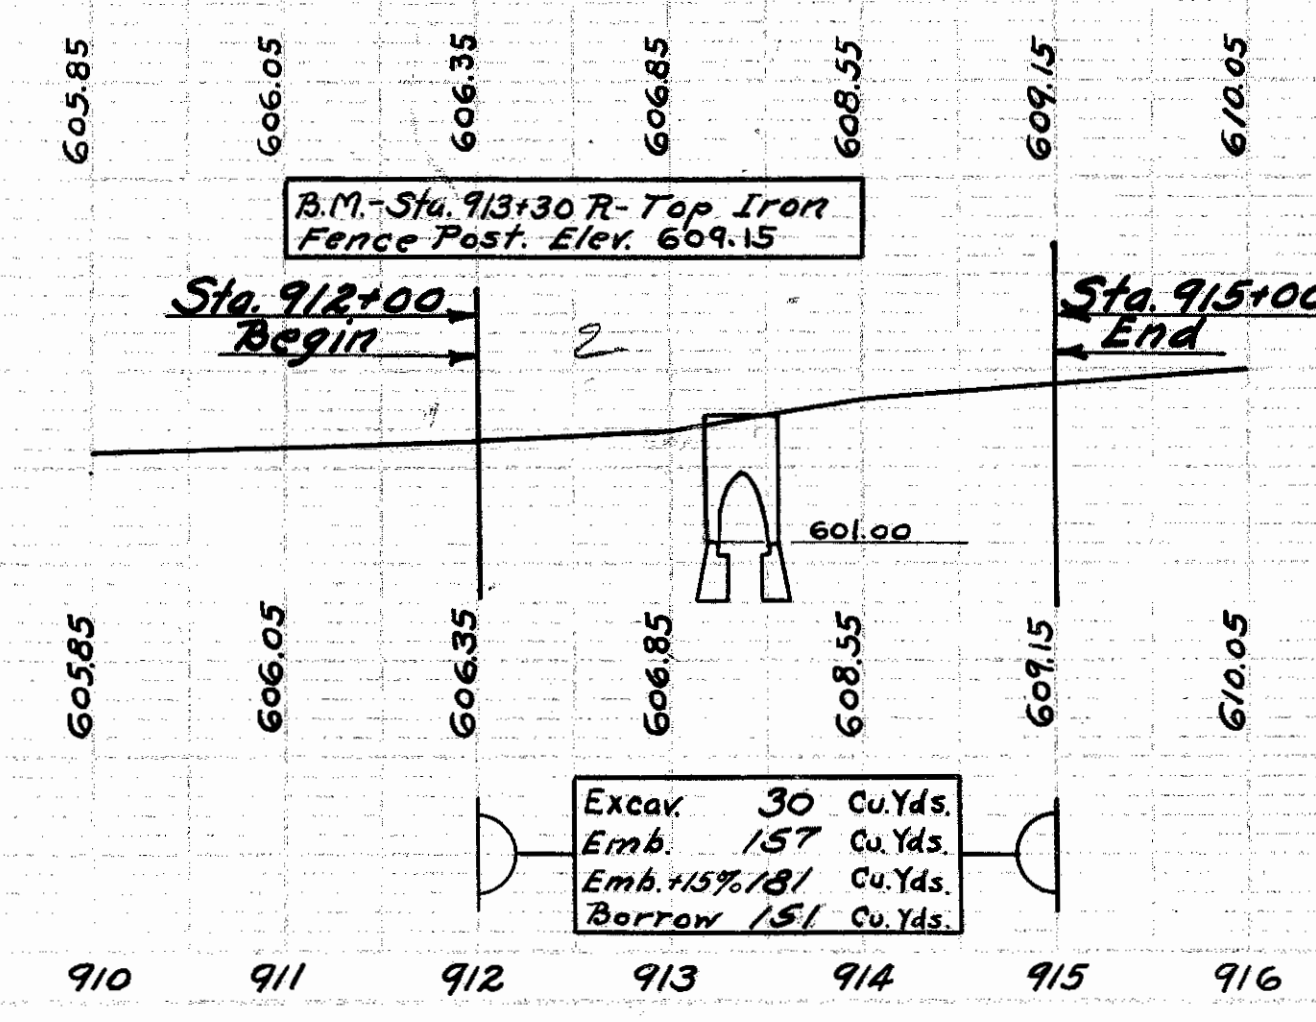 605.85 606.05 606.35 606.85 608.55 609.15 610.05
B.M.-Sta. 913+30 R- Top Iron
Fence Post. Elev. 609.15
Sta. 912+00
Begin
Sta. 915+00
End
2
601.00
605.85 606.05 606.35 606.85 608.55 609.15 610.05
Excav. 30 Cu.Yds.
Emb. 157 Cu.Yds.
Emb.+15% 181 Cu.Yds.
Borrow 151 Cu.Yds.
910 911 912 913 914 915 916